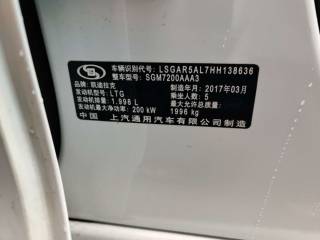 车辆识别代号: LSGAR5AL7HH138636
整车型号: SGM7200AAA3
品牌: 凯迪拉克 制造年月: 2017年03月
发动机型号: LTG 乘坐人数: 5
发动机排量: 1.998 L 最大允许总质量:
发动机最大净功率: 200 kW 1996 kg
中国 上汽通用汽车有限公司 制造